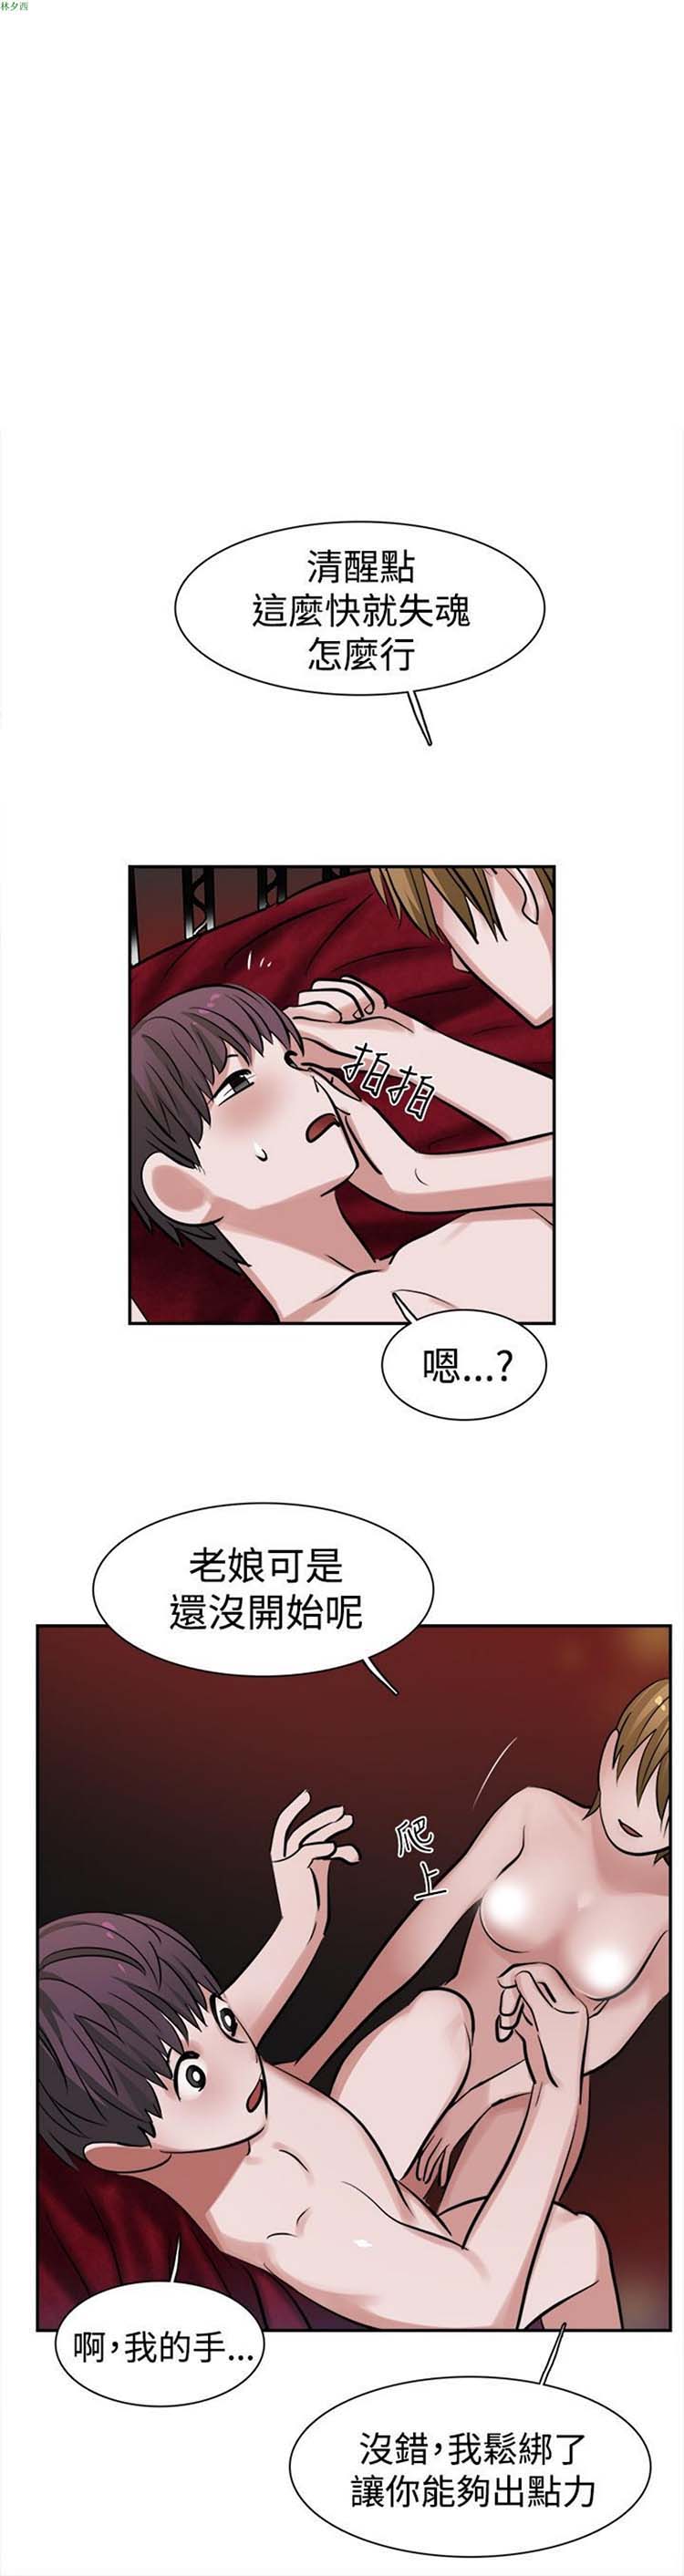 林夕西
清醒點
這麼快就失魂
怎麼行
拍拍
嗯…?
老娘可是
還沒開始呢
爬
上
啊，我的手…
沒錯，我鬆綁了
讓你能夠出點力